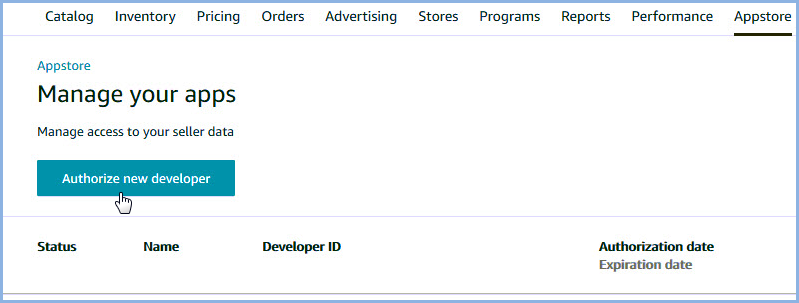 Catalog Inventory Pricing Orders Advertising Stores Programs Reports Performance Appstore
Appstore
Manage your apps
Manage access to your seller data
Authorize new developer
Status Name Developer ID Authorization date
Expiration date